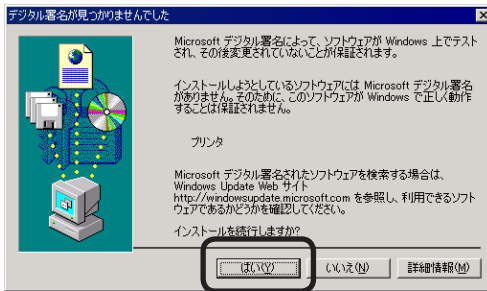 デジタル署名が見つかりませんでした
Microsoft デジタル署名によって、ソフトウェアが Windows 上でテスト
され、その後変更されていないことが保証されます。
インストールしようとしているソフトウェアには Microsoft デジタル署名
がありません。そのために、このソフトウェアが Windows で正しく動作
することは保証されません。
プリンタ
Microsoft デジタル署名されたソフトウェアを検索する場合は、
Windows Update Web サイト
http://windowsupdate.microsoft.com を参照し、利用できるソフト
ウェアであるかどうかを確認してください。
インストールを続行しますか?
はい(Y) いいえ(N) 詳細情報(M)